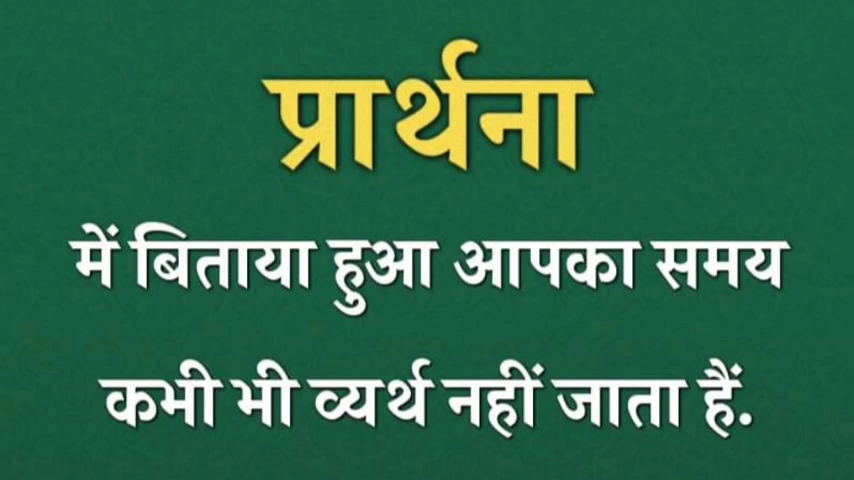 प्रार्थना
में बिताया हुआ आपका समय
कभी भी व्यर्थ नहीं जाता हैं.